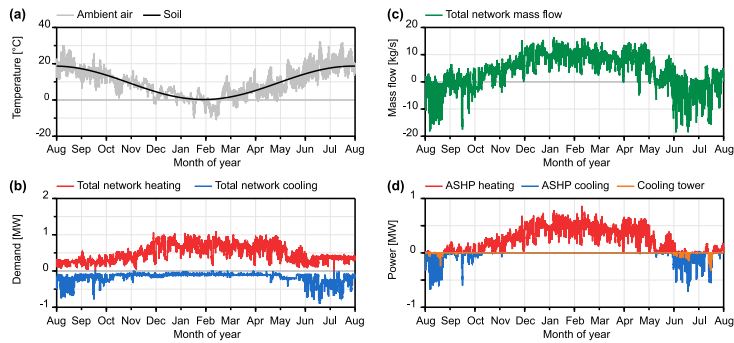 (a)
Ambient air
Soil
Temperature [°C]
40
20
0
-20
Aug Sep Oct Nov Dec Jan Feb Mar Apr May Jun Jul Aug
Month of year
(c)
Total network mass flow
Mass flow [kg/s]
20
10
0
-10
-20
Aug Sep Oct Nov Dec Jan Feb Mar Apr May Jun Jul Aug
Month of year
(b)
Total network heating
Total network cooling
Demand [MW]
2
1
0
-1
Aug Sep Oct Nov Dec Jan Feb Mar Apr May Jun Jul Aug
Month of year
(d)
ASHP heating
ASHP cooling
Cooling tower
Power [MW]
1
0
-1
Aug Sep Oct Nov Dec Jan Feb Mar Apr May Jun Jul Aug
Month of year